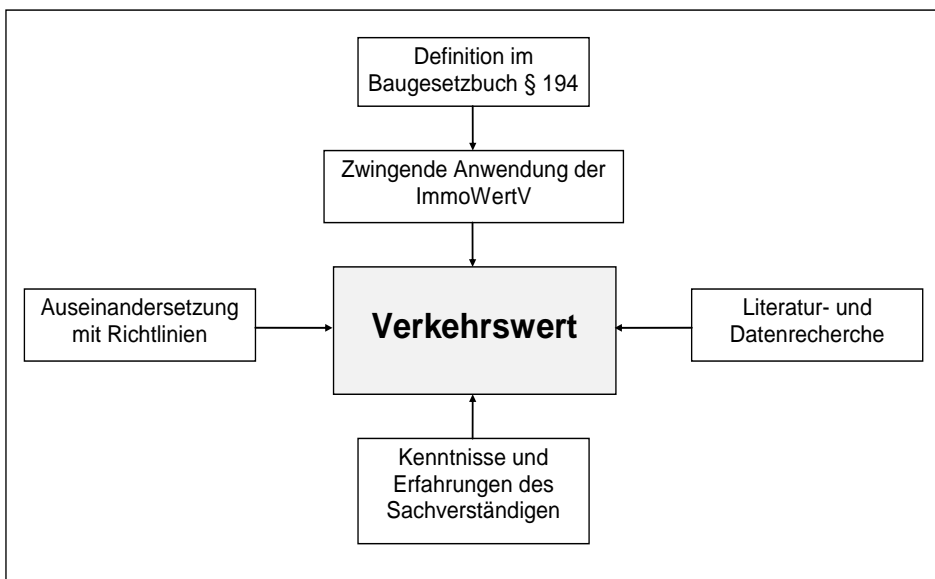 Definition im
Baugesetzbuch § 194
Zwingende Anwendung der
ImmoWertV
Auseinandersetzung
mit Richtlinien
Verkehrswert
Literatur- und
Datenrecherche
Kenntnisse und
Erfahrungen des
Sachverständigen